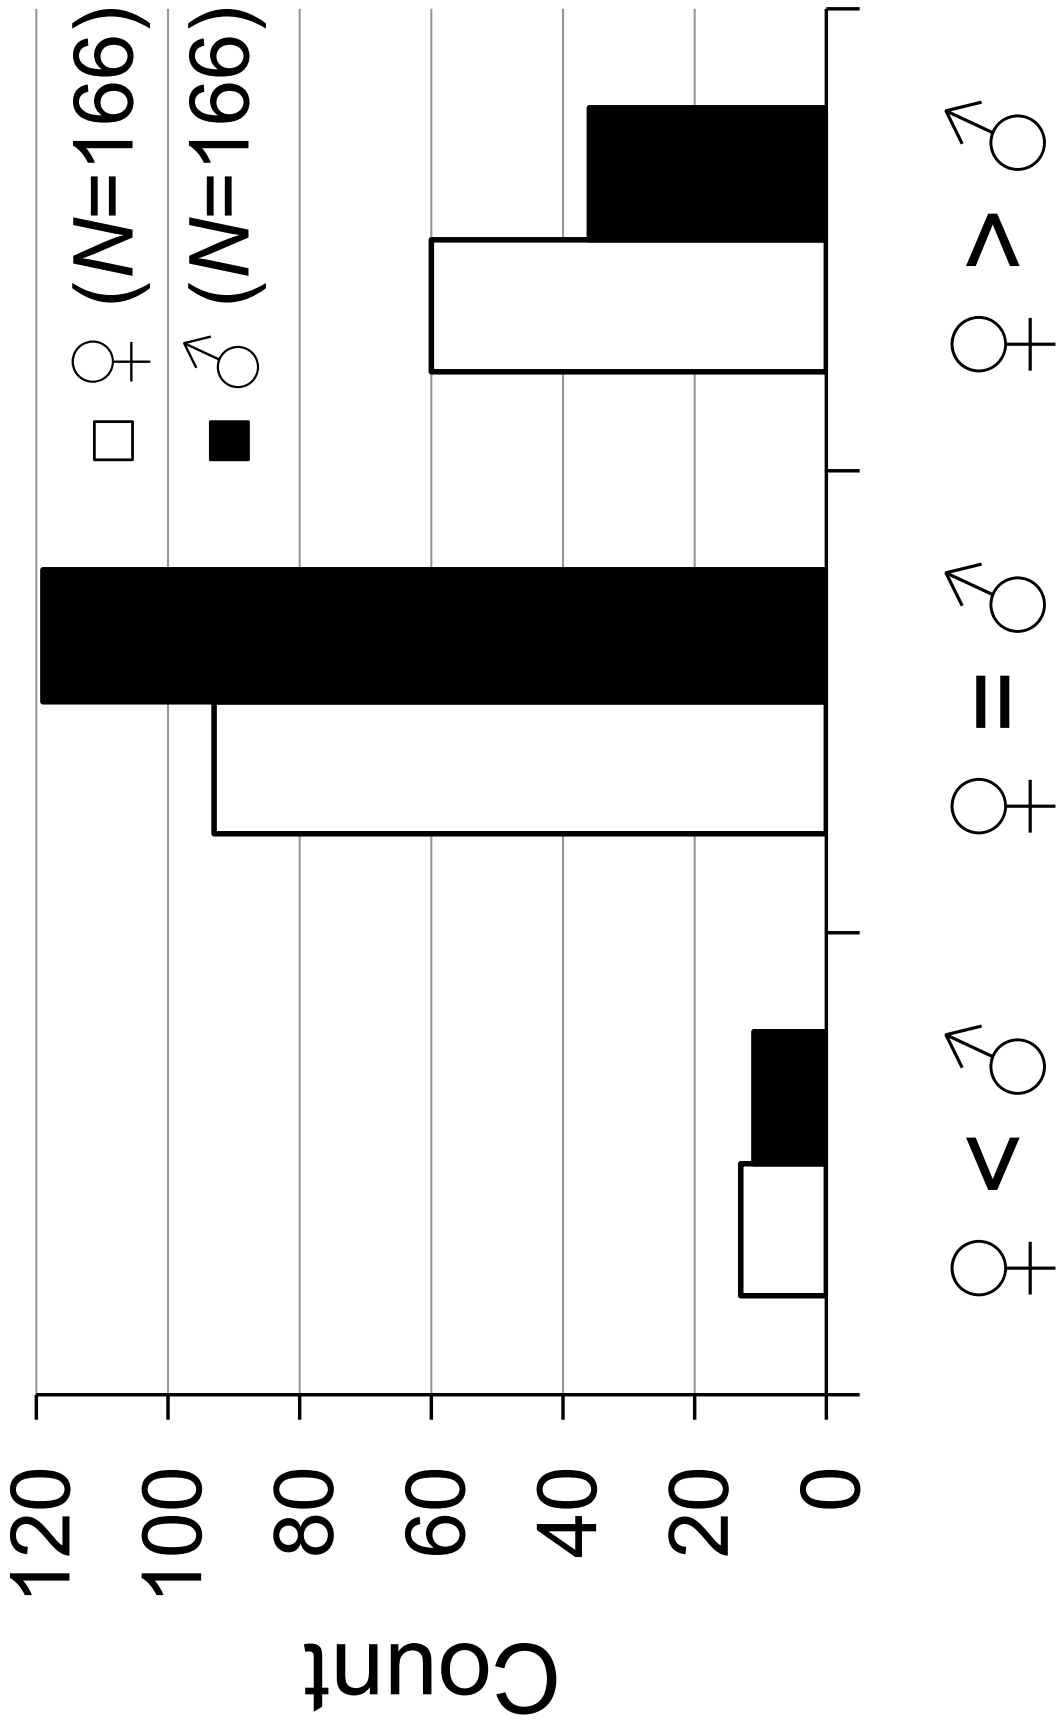 Count
120
100
80
60
40
20
0
♀ (N=166)
♂ (N=166)
♀ < ♂
♀ = ♂
♀ > ♂